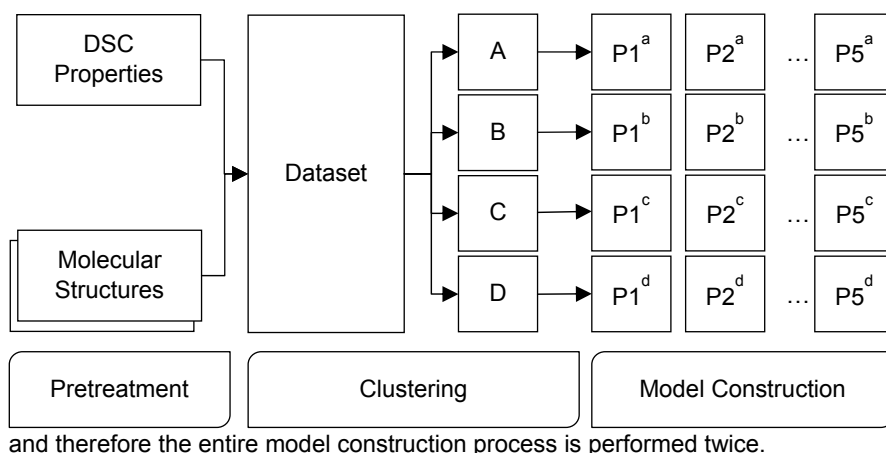 DSC
Properties
Molecular
Structures
Dataset
A
B
C
D
P1ᵃ P2ᵃ … P5ᵃ
P1ᵇ P2ᵇ … P5ᵇ
P1ᶜ P2ᶜ … P5ᶜ
P1ᵈ P2ᵈ … P5ᵈ
Pretreatment
Clustering
Model Construction
and therefore the entire model construction process is performed twice.